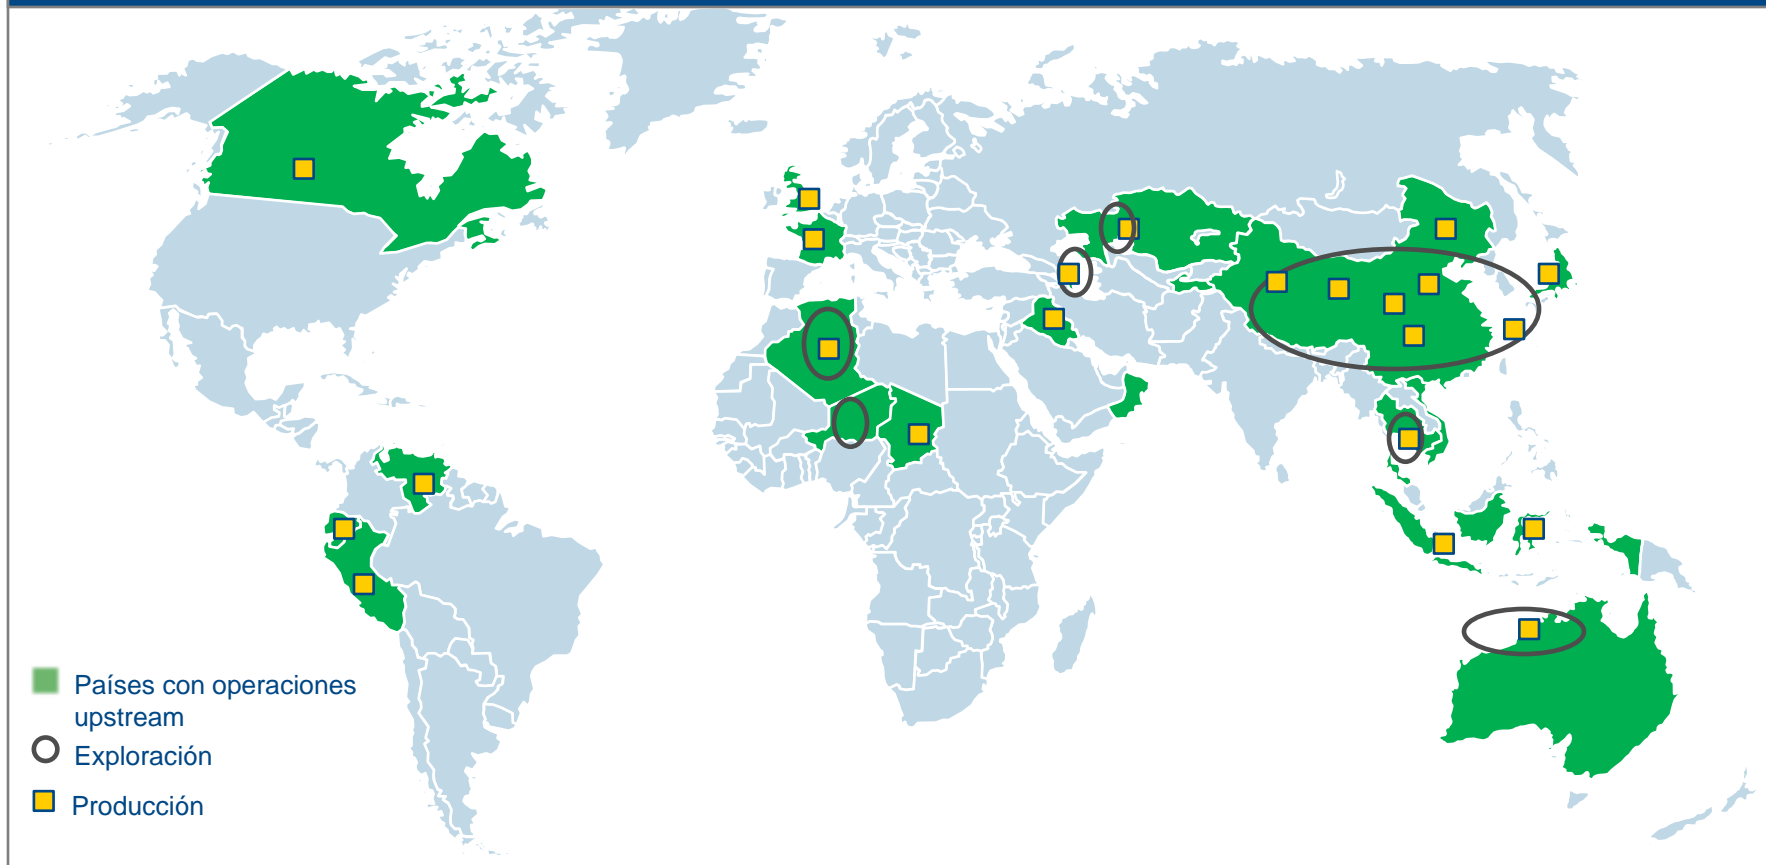 Países con operaciones
upstream
Exploración
Producción